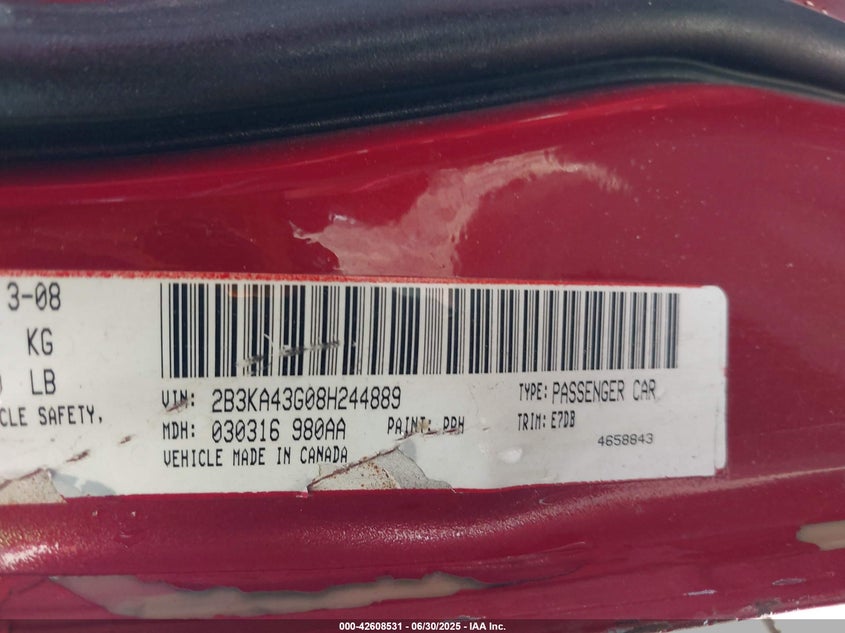 3-08
KG
LB
CLE SAFETY.
VIN: 2B3KA43G08H244889
TYPE: PASSENGER CAR
MDH: 030316 980AA
PAINT: PRH
TRIM: E7DB
VEHICLE MADE IN CANADA
4658843
000-42608531 - 06/30/2025 - IAA Inc.